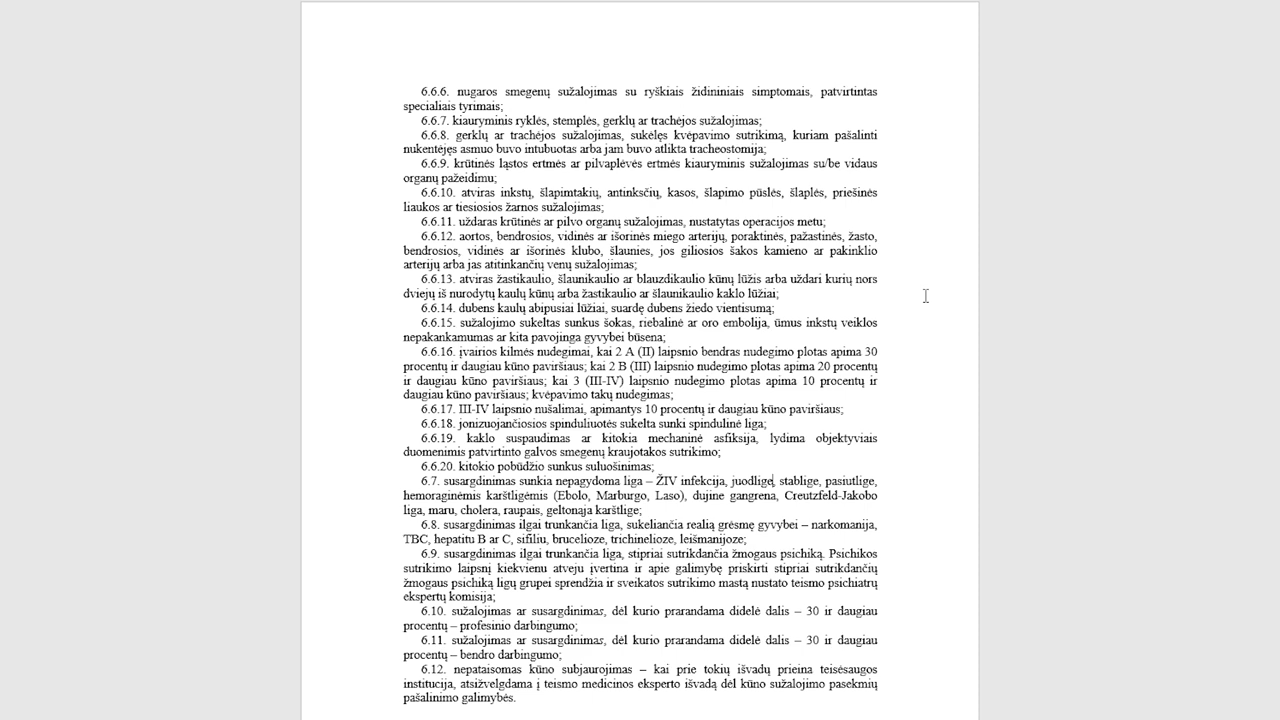 6.6.6. nugaros smegenų sužalojimas su ryškiais židininiais simptomais, patvirtintas
specialiais tyrimais;
6.6.7. kiauryminis ryklės, stemplės, gerklų ar trachėjos sužalojimas;
6.6.8. gerklų ar trachėjos sužalojimas, sukėlęs kvėpavimo sutrikimą, kuriam pašalinti
nukentėjęs asmuo buvo intubuotas arba jam buvo atlikta tracheostomija;
6.6.9. krūtinės ląstos ertmės ar pilvaplėvės ertmės kiauryminis sužalojimas su/be vidaus
organų pažeidimu;
6.6.10. atviras inkstų, šlapimtakių, antinksčių, kasos, šlapimo pūslės, šlaplės, priešinės
liaukos ar tiesiosios žarnos sužalojimas;
6.6.11. uždaras krūtinės ar pilvo organų sužalojimas, nustatytas operacijos metu;
6.6.12. aortos, bendrosios, vidinės ar išorinės miego arterijų, poraktinės, pažastinės, žasto,
bendrosios, vidinės ar išorinės klubo, šlaunies, jos giliosios šakos kamieno ar pakinklio
arterijų arba jas atitinkančių venų sužalojimas;
6.6.13. atviras žastikaulio, šlaunikaulio ar blauzdikaulio kūnų lūžis arba uždari kurių nors
dviejų iš nurodytų kaulų kūnų arba žastikaulio ar šlaunikaulio kaklo lūžiai;
6.6.14. dubens kaulų abipusiai lūžiai, suardę dubens žiedo vientisumą;
6.6.15. sužalojimo sukeltas sunkus šokas, riebalinė ar oro embolija, ūmus inkstų veiklos
nepakankamumas ar kita pavojinga gyvybei būsena;
6.6.16. įvairios kilmės nudegimai, kai 2 A (II) laipsnio bendras nudegimo plotas apima 30
procentų ir daugiau kūno paviršiaus; kai 2 B (III) laipsnio nudegimo plotas apima 20 procentų
ir daugiau kūno paviršiaus; kai 3 (III-IV) laipsnio nudegimo plotas apima 10 procentų ir
daugiau kūno paviršiaus; kvėpavimo takų nudegimas;
6.6.17. III-IV laipsnio nušalimai, apimantys 10 procentų ir daugiau kūno paviršiaus;
6.6.18. jonizuojančiosios spinduliuotės sukelta sunki spindulinė liga;
6.6.19. kaklo suspaudimas ar kitokia mechaninė asfiksija, lydima objektyviais
duomenimis patvirtinto galvos smegenų kraujotakos sutrikimo;
6.6.20. kitokio pobūdžio sunkus suluošinimas;
6.7. susargdinimas sunkia nepagydoma liga – ŽIV infekcija, juodlige, stablige, pasiutlige,
hemoraginėmis karštligėmis (Ebolo, Marburgo, Laso), dujine gangrena, Creutzfeld-Jakobo
liga, maru, cholera, raupais, geltonąja karštlige;
6.8. susargdinimas ilgai trunkančia liga, sukeliančia realią grėsmę gyvybei – narkomanija,
TBC, hepatitu B ar C, sifiliu, brucelioze, trichinelioze, leišmanijoze;
6.9. susargdinimas ilgai trunkančia liga, stipriai sutrikdančia žmogaus psichiką. Psichikos
sutrikimo laipsnį kiekvienu atveju įvertina ir apie galimybę priskirti stipriai sutrikdančių
žmogaus psichiką ligų grupei sprendžia ir sveikatos sutrikimo mastą nustato teismo psichiatrų
ekspertų komisija;
6.10. sužalojimas ar susargdinimas, dėl kurio prarandama didelė dalis – 30 ir daugiau
procentų – profesinio darbingumo;
6.11. sužalojimas ar susargdinimas, dėl kurio prarandama didelė dalis – 30 ir daugiau
procentų – bendro darbingumo;
6.12. nepataisomas kūno subjaurojimas – kai prie tokių išvadų prieina teisėsaugos
institucija, atsižvelgdama į teismo medicinos eksperto išvadą dėl kūno sužalojimo pasekmių
pašalinimo galimybės.